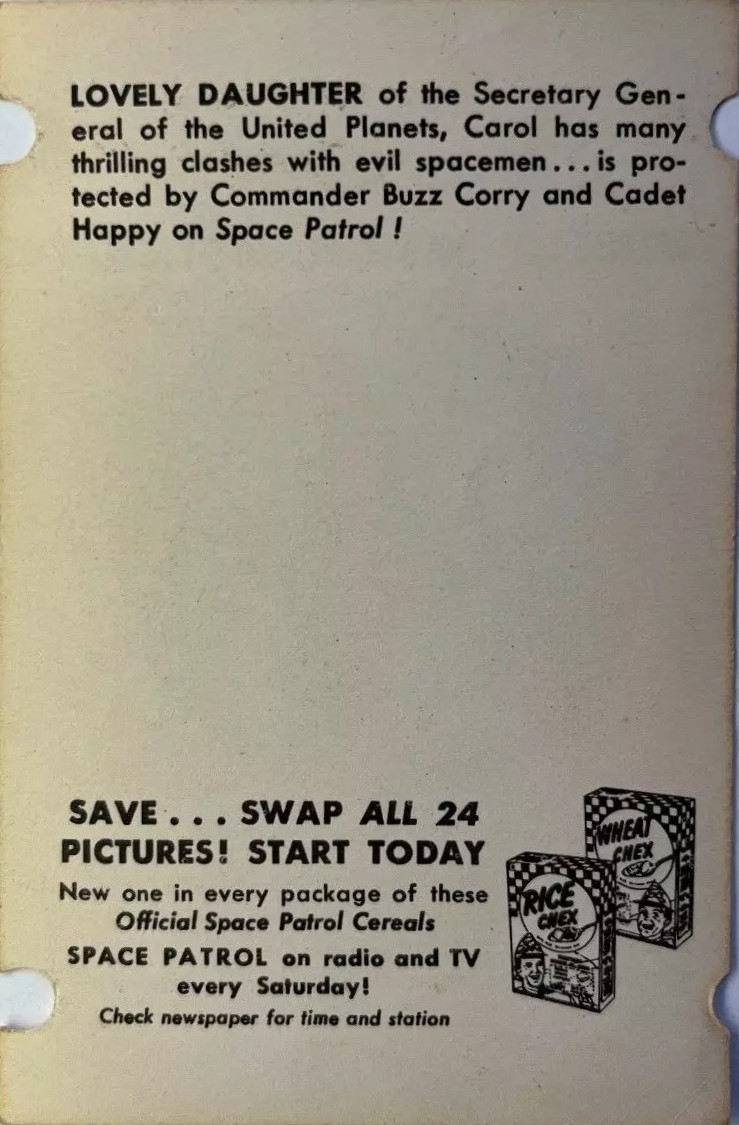 LOVELY DAUGHTER of the Secretary Gen-
eral of the United Planets, Carol has many
thrilling clashes with evil spacemen...is pro-
tected by Commander Buzz Corry and Cadet
Happy on Space Patrol !
SAVE... SWAP ALL 24
PICTURES! START TODAY
New one in every package of these
Official Space Patrol Cereals
SPACE PATROL on radio and TV
every Saturday!
Check newspaper for time and station
WHEAT
CHEX
RICE
CHEX